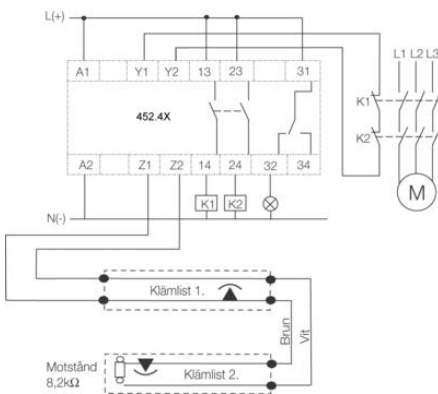 L(+)
A1 Y1 Y2 13 23 31
L1 L2 L3
452.4X
K1
K2
A2 Z1 Z2 14 24 32 34
K1 K2
M
N(-)
Klämlist 1.
Brun
Vit
Motstånd
8,2kΩ
Klämlist 2.